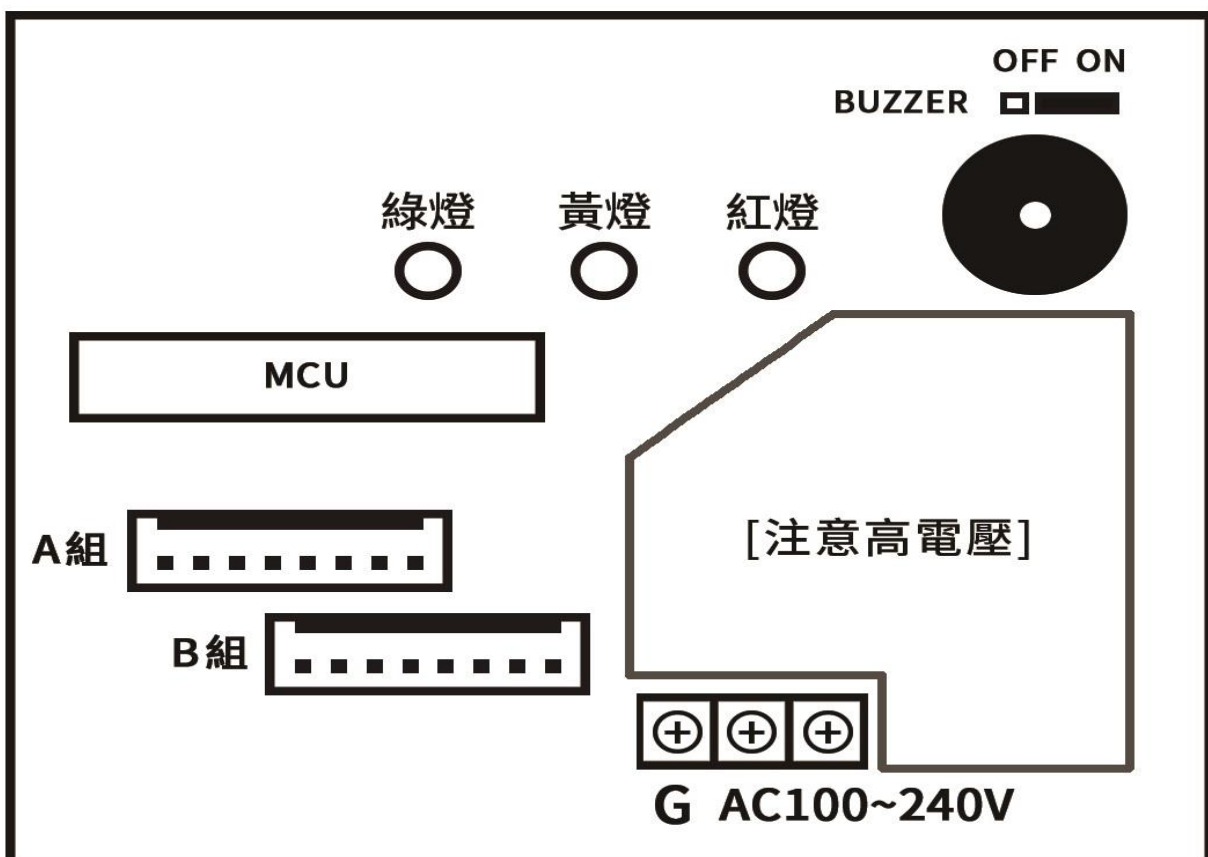 OFF ON
BUZZER
綠燈 黃燈 紅燈
MCU
[注意高電壓]
A組
B組
G AC100~240V